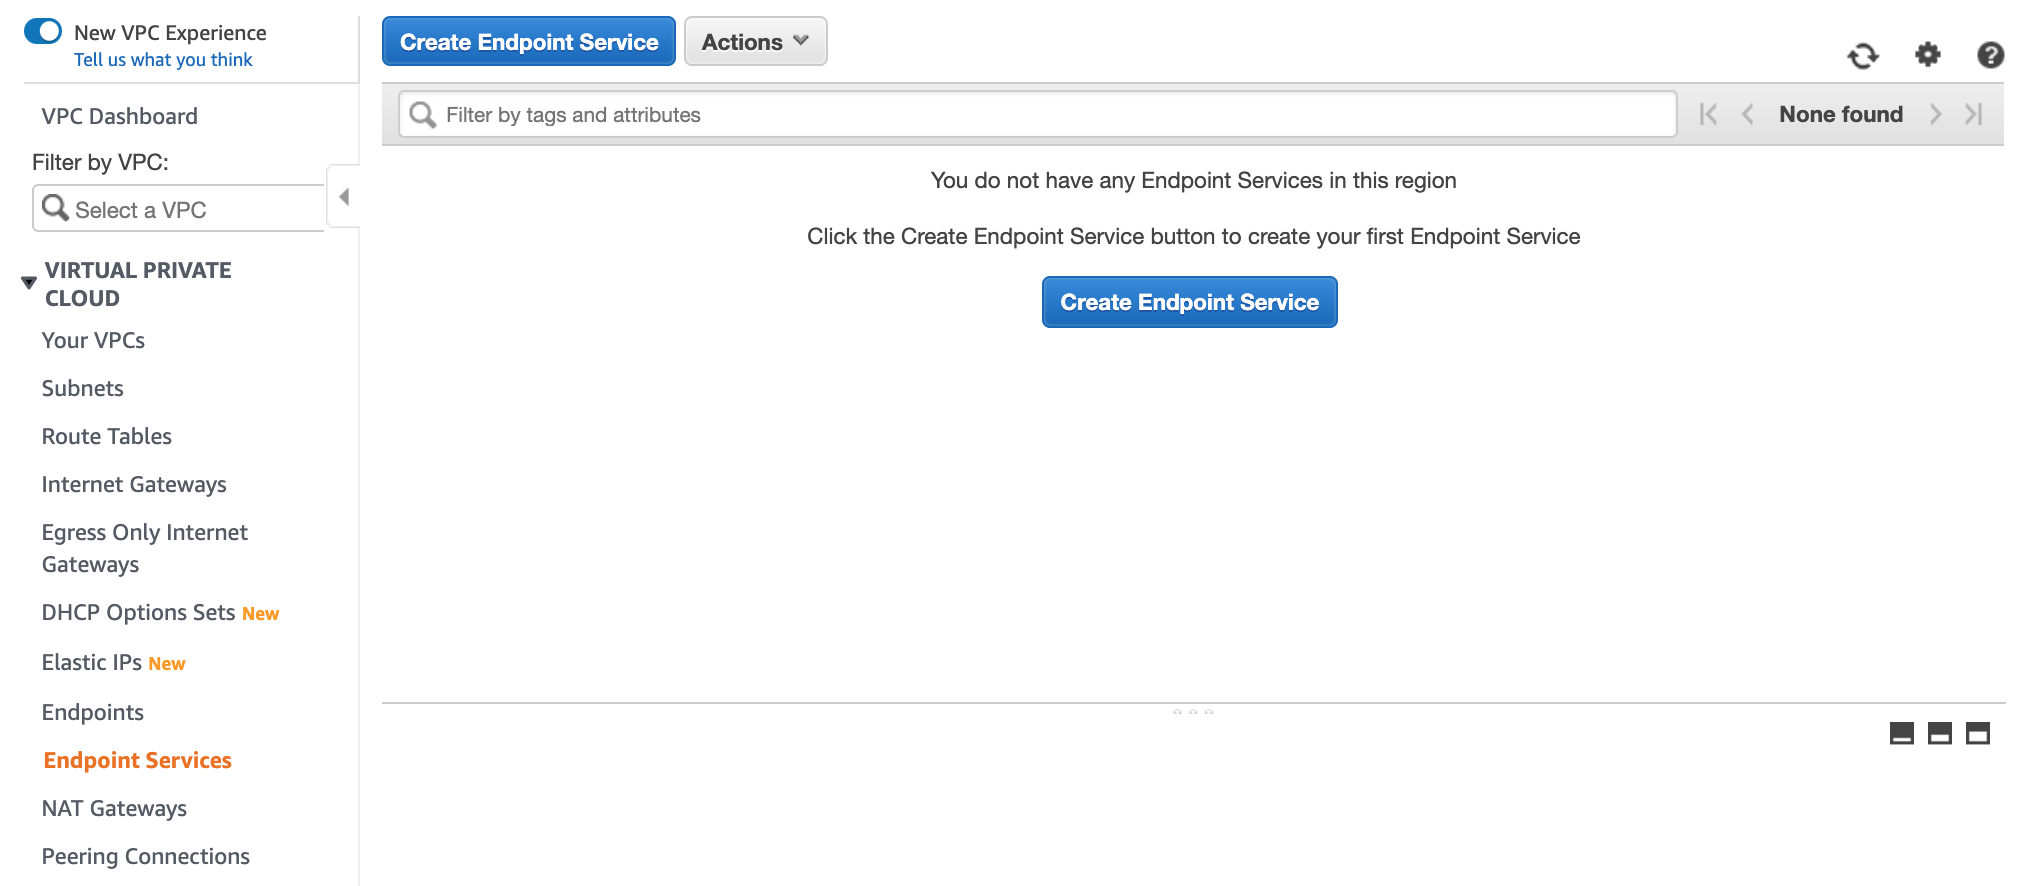 New VPC Experience
Tell us what you think
VPC Dashboard
Filter by VPC:
Select a VPC
VIRTUAL PRIVATE
CLOUD
Your VPCs
Subnets
Route Tables
Internet Gateways
Egress Only Internet
Gateways
DHCP Options Sets New
Elastic IPs New
Endpoints
Endpoint Services
NAT Gateways
Peering Connections
Create Endpoint Service Actions
Filter by tags and attributes None found
You do not have any Endpoint Services in this region
Click the Create Endpoint Service button to create your first Endpoint Service
Create Endpoint Service